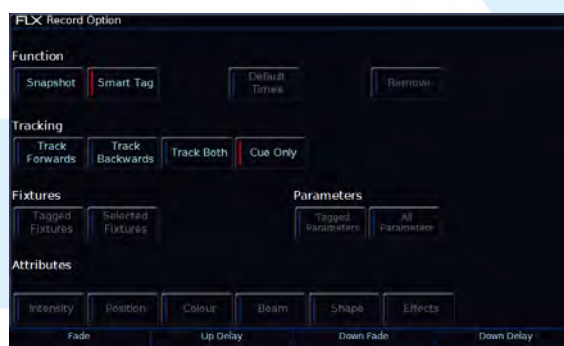 FLX Record Option
Function
Snapshot Smart Tag Default Times Remove
Tracking
Track Forwards Track Backwards Track Both Cue Only
Fixtures Parameters
Tagged Fixtures Selected Fixtures Tagged Parameters All Parameters
Attributes
Intensity Position Colour Beam Shape Effects
Fade Up Delay Down Fade Down Delay